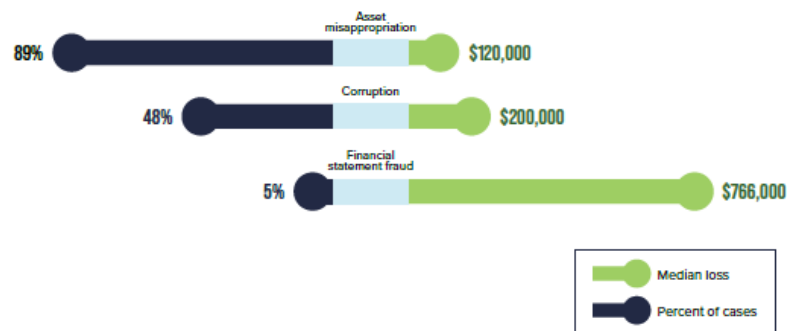 Asset
misappropriation
89%
$120,000
Corruption
48%
$200,000
Financial
statement fraud
5%
$766,000
Median loss
Percent of cases